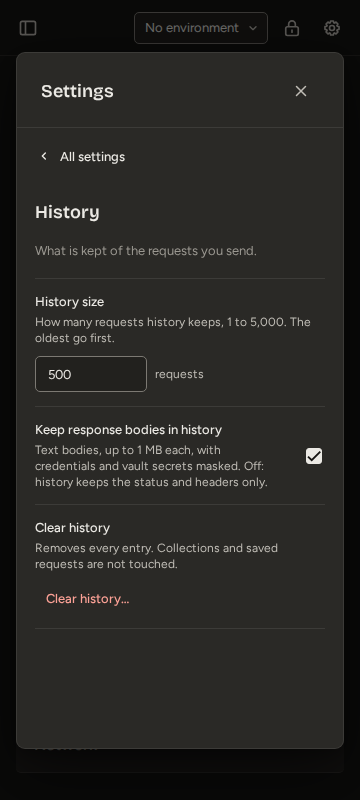 No environment
Settings
All settings
History
What is kept of the requests you send.
History size
How many requests history keeps, 1 to 5,000. The
oldest go first.
500 requests
Keep response bodies in history
Text bodies, up to 1 MB each, with
credentials and vault secrets masked. Off:
history keeps the status and headers only.
Clear history
Removes every entry. Collections and saved
requests are not touched.
Clear history...